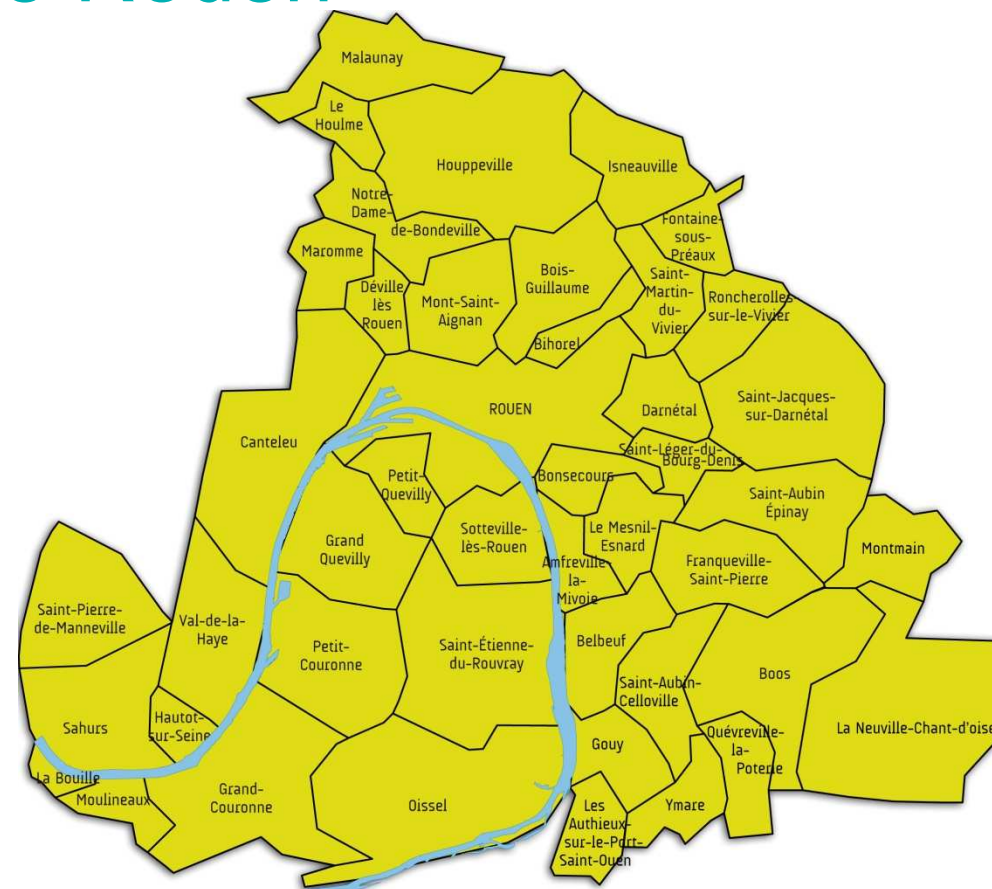 Malaunay
Le
Houlme
Houppeville
Isneauville
Notre-
Dame-
de-Bondeville
Fontaine-
sous-
Préaux
Maromme
Déville
lès
Rouen
Mont-Saint-
Aignan
Bois-
Guillaume
Saint-
Martin-
du-
Vivier
Roncherolles-
sur-le-Vivier
Bihorel
ROUEN
Darnétal
Saint-Jacques-
sur-Darnétal
Canteleu
Saint-Léger-du-
Bourg-Denis
Petit-
Quevilly
Bonsecours
Saint-Aubin
Épinay
Grand
Quevilly
Sotteville-
lès-Rouen
Le Mesnil-
Esnard
Montmain
Amfreville-
la-
Mivoie
Franqueville-
Saint-Pierre
Saint-Pierre-
de-Manneville
Val-de-la-
Haye
Petit-
Couronne
Saint-Étienne-
du-Rouvray
Belbeuf
Saint-Aubin-
Celloville
Boos
Sahurs
Hautot-
sur-Seine
Gouy
Quévreville-
la-
Poterie
La Neuville-Chant-d'oise
La Bouille
Moulineaux
Grand-
Couronne
Oissel
Les
Authieux-
sur-le-Port-
Saint-Ouen
Ymare